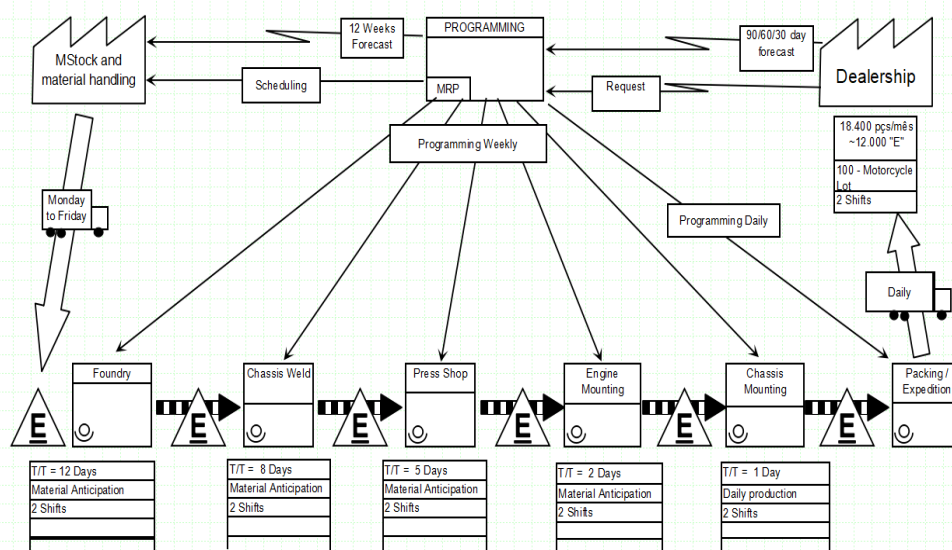 MStock and
material handling
12 Weeks
Forecast
Scheduling
PROGRAMMING
MRP
90/60/30 day
forecast
Request
Dealership
18.400 pçs/mês
~12.000 "E"
100 - Motorcycle
Lot
2 Shifts
Programming Weekly
Programming Daily
Monday
to Friday
Daily
Foundry
Chassis Weld
Press Shop
Engine
Mounting
Chassis
Mounting
Packing /
Expedition
E
E
E
E
E
E
T/T = 12 Days
Material Anticipation
2 Shifts
T/T = 8 Days
Material Anticipation
2 Shifts
T/T = 5 Days
Material Anticipation
2 Shifts
T/T = 2 Days
Material Anticipation
2 Shifts
T/T = 1 Day
Daily production
2 Shifts